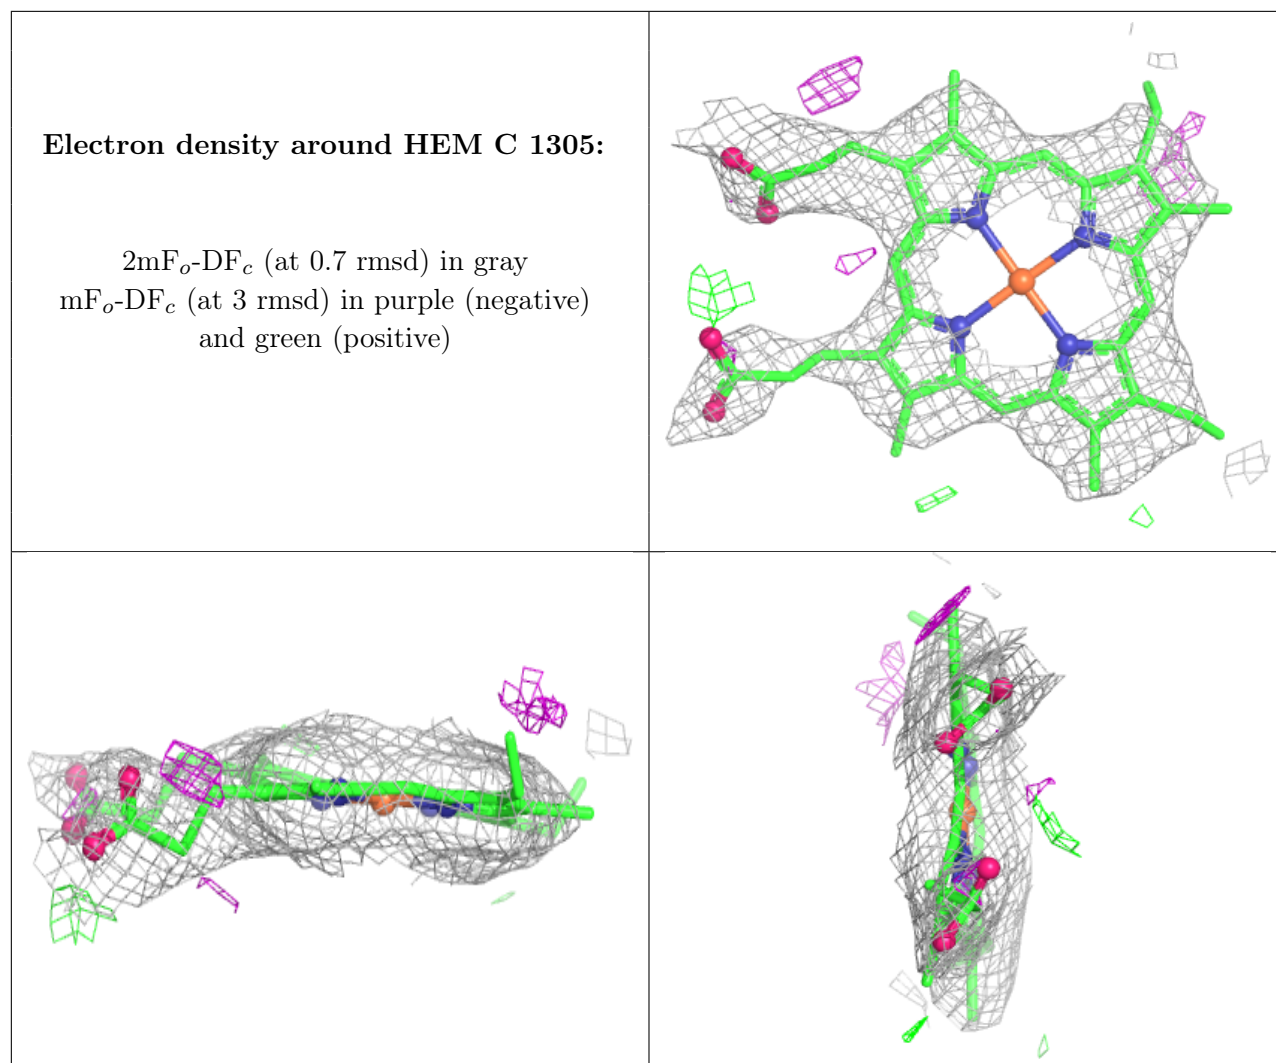 Electron density around HEM C 1305:
2mFo-DFc (at 0.7 rmsd) in gray
mFo-DFc (at 3 rmsd) in purple (negative)
and green (positive)